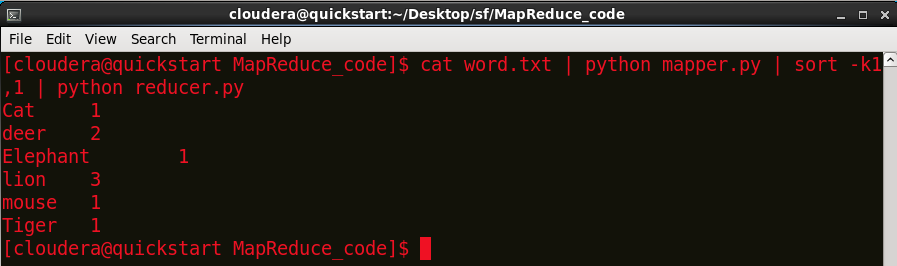 cloudera@quickstart:~/Desktop/sf/MapReduce_code
File Edit View Search Terminal Help
[cloudera@quickstart MapReduce_code]$ cat word.txt | python mapper.py | sort -k1
,1 | python reducer.py
Cat 1
deer 2
Elephant 1
lion 3
mouse 1
Tiger 1
[cloudera@quickstart MapReduce_code]$